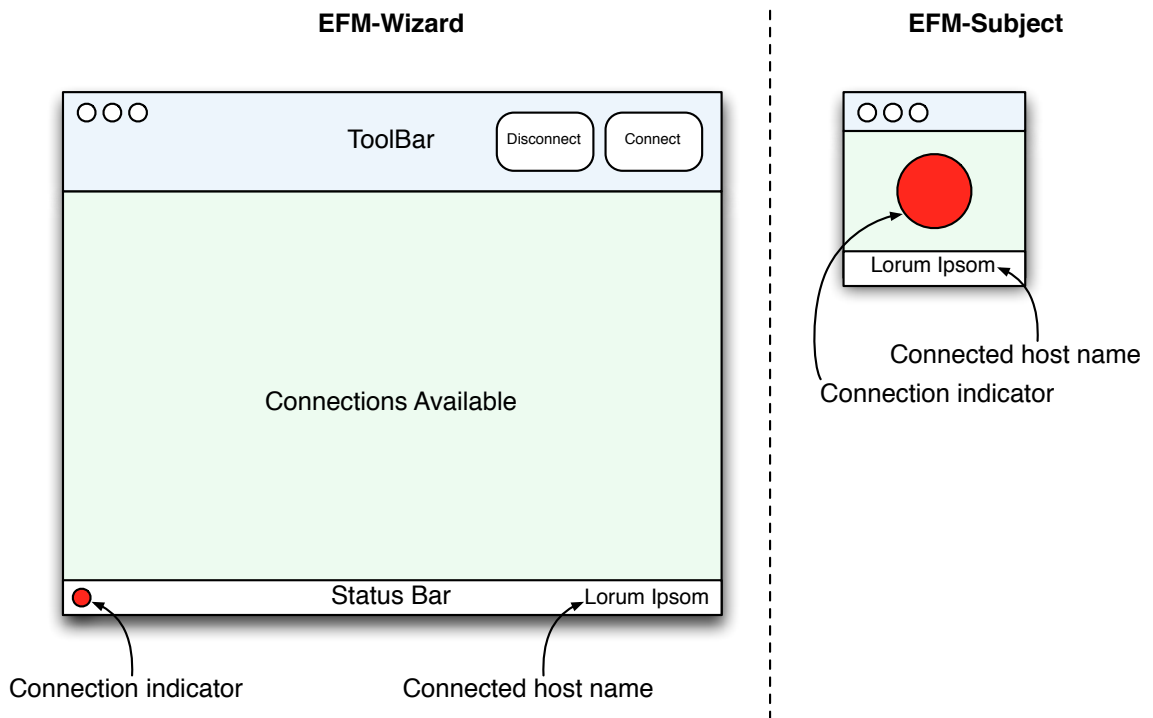 EFM-Wizard
ToolBar
Disconnect
Connect
Connections Available
Status Bar
Lorum Ipsom
Connection indicator
Connected host name
EFM-Subject
Lorum Ipsom
Connected host name
Connection indicator